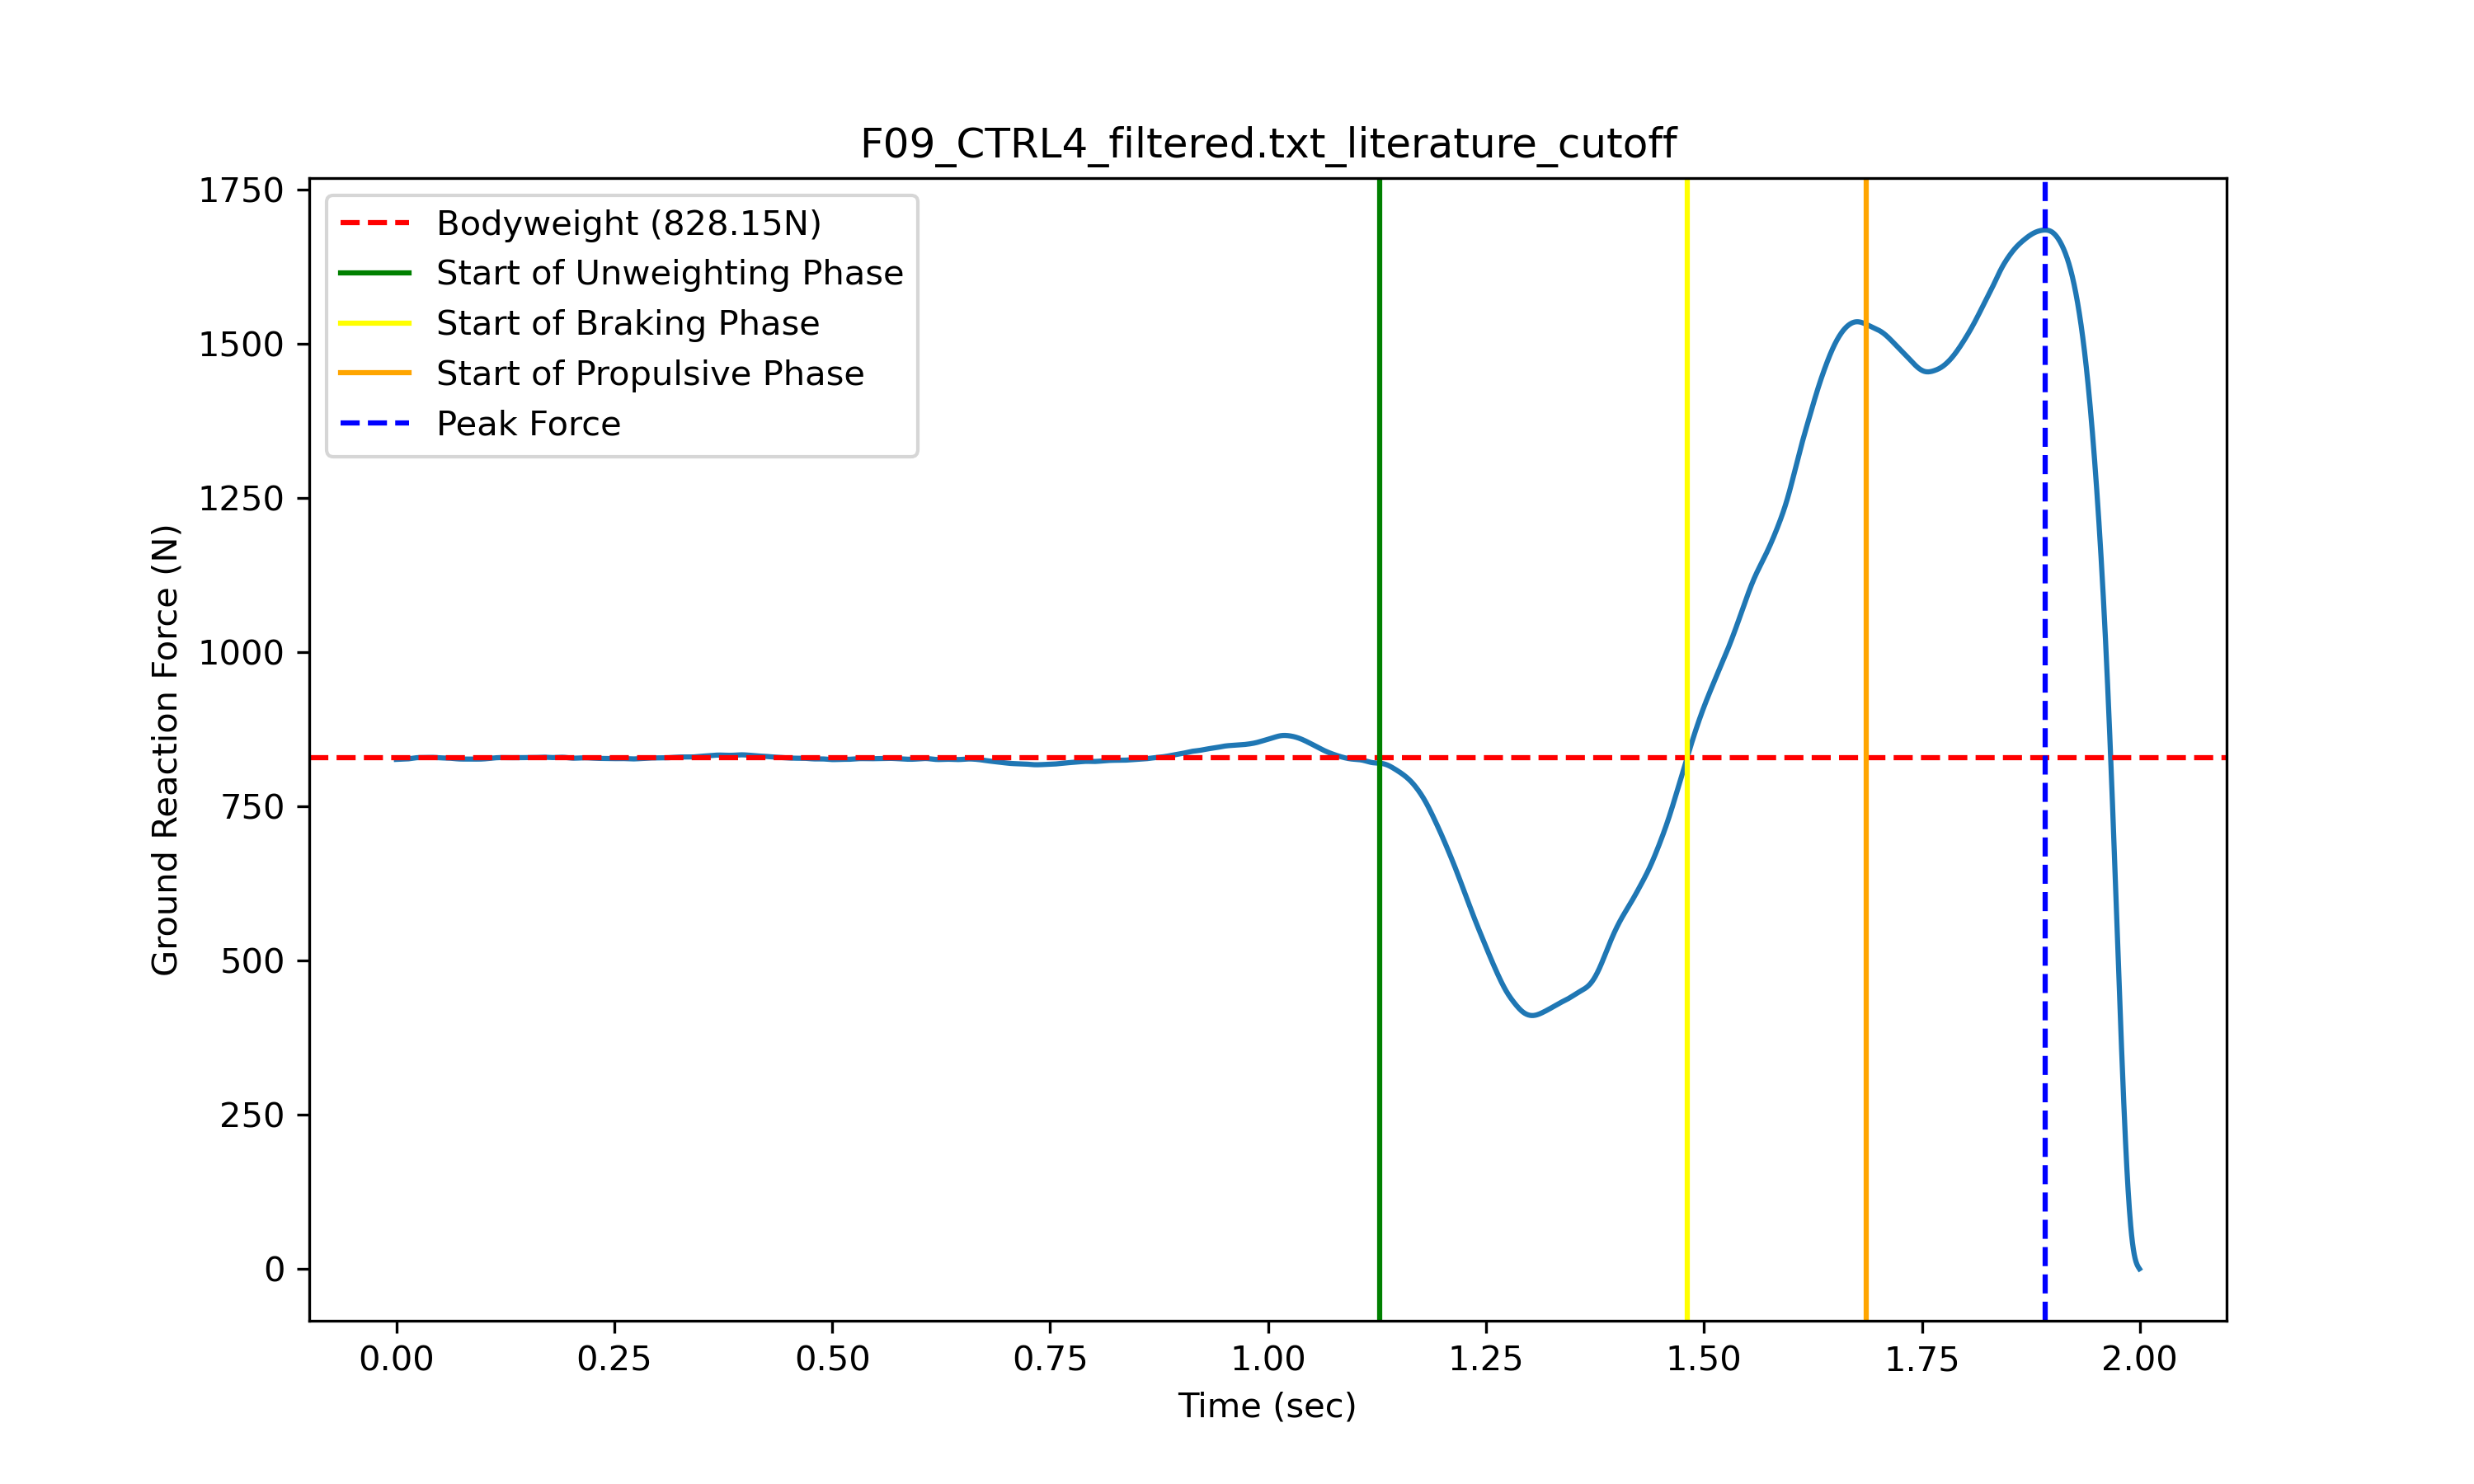 F09_CTRL4_filtered.txt_literature_cutoff
1750
1500
1250
1000
750
500
250
0
Ground Reaction Force (N)
Bodyweight (828.15N)
Start of Unweighting Phase
Start of Braking Phase
Start of Propulsive Phase
Peak Force
0.00 0.25 0.50 0.75 1.00 1.25 1.50 1.75 2.00
Time (sec)